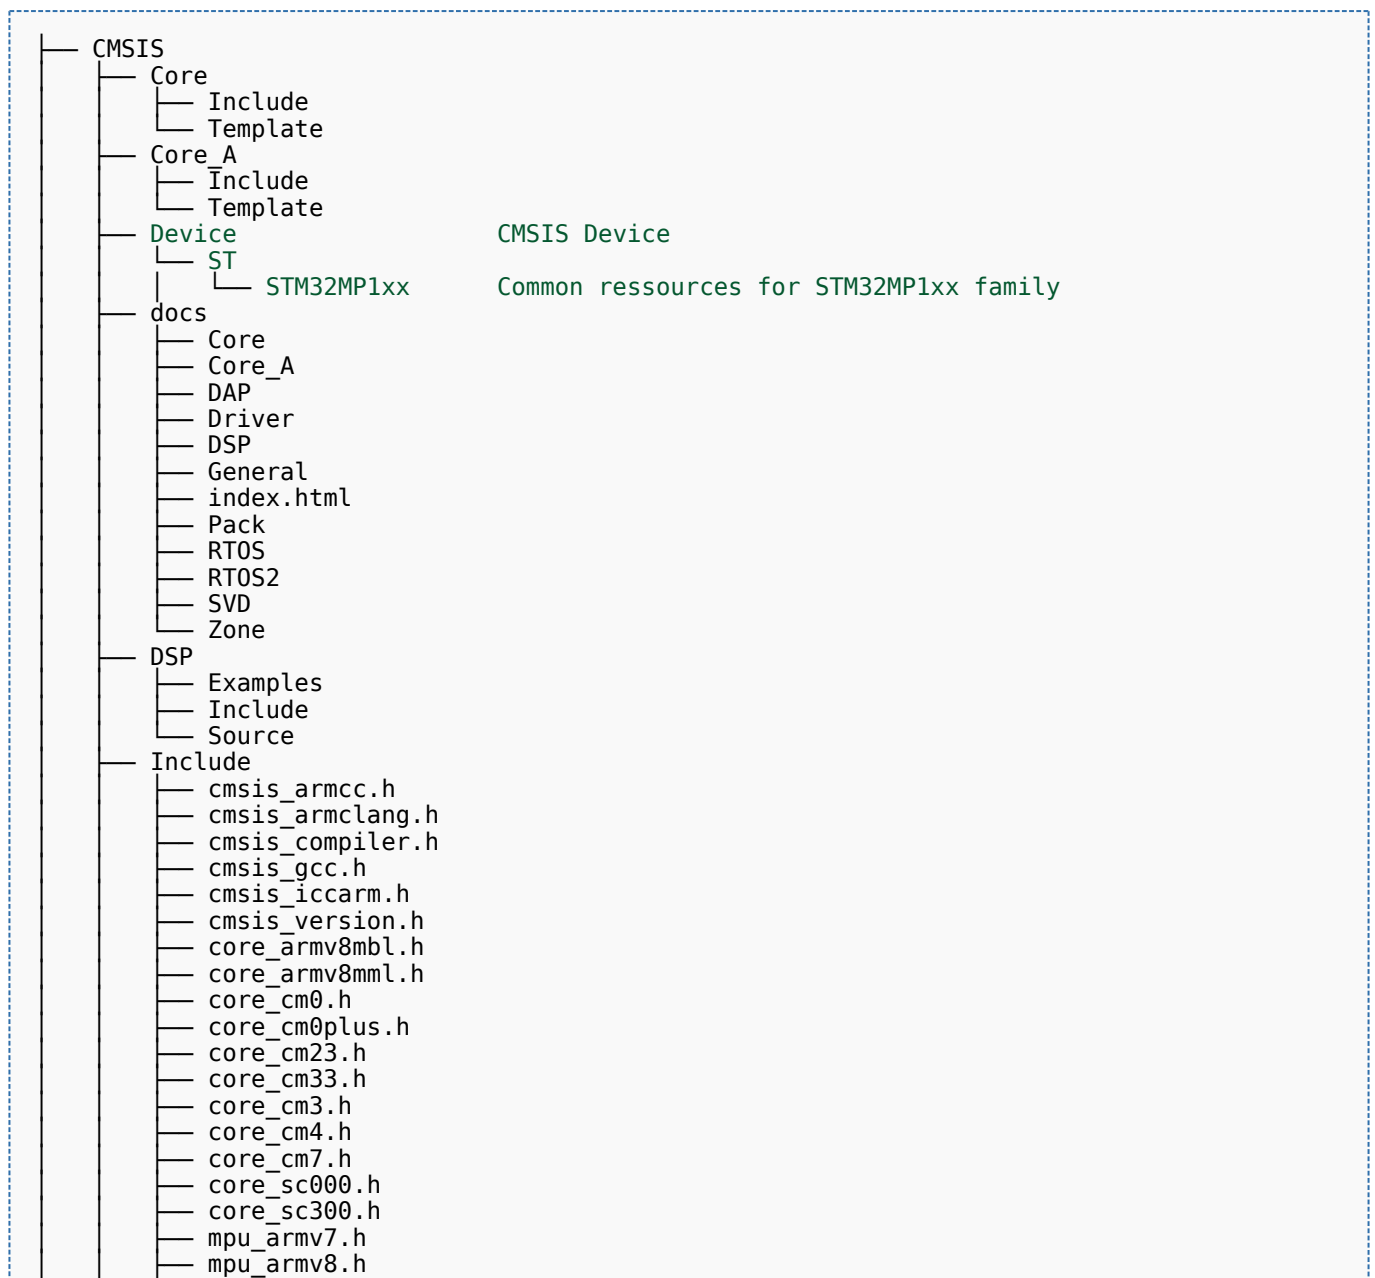 ├── CMSIS
│   ├── Core
│   │   ├── Include
│   │   └── Template
│   ├── Core_A
│   │   ├── Include
│   │   └── Template
│   ├── Device                  CMSIS Device
│   │   └── ST
│   │   │   └── STM32MP1xx      Common ressources for STM32MP1xx family
│   ├── docs
│   │   ├── Core
│   │   ├── Core_A
│   │   ├── DAP
│   │   ├── Driver
│   │   ├── DSP
│   │   ├── General
│   │   ├── index.html
│   │   ├── Pack
│   │   ├── RTOS
│   │   ├── RTOS2
│   │   ├── SVD
│   │   └── Zone
│   ├── DSP
│   │   ├── Examples
│   │   ├── Include
│   │   └── Source
│   ├── Include
│   │   ├── cmsis_armcc.h
│   │   ├── cmsis_armclang.h
│   │   ├── cmsis_compiler.h
│   │   ├── cmsis_gcc.h
│   │   ├── cmsis_iccarm.h
│   │   ├── cmsis_version.h
│   │   ├── core_armv8mbl.h
│   │   ├── core_armv8mml.h
│   │   ├── core_cm0.h
│   │   ├── core_cm0plus.h
│   │   ├── core_cm23.h
│   │   ├── core_cm33.h
│   │   ├── core_cm3.h
│   │   ├── core_cm4.h
│   │   ├── core_cm7.h
│   │   ├── core_sc000.h
│   │   ├── core_sc300.h
│   │   ├── mpu_armv7.h
│   │   ├── mpu_armv8.h